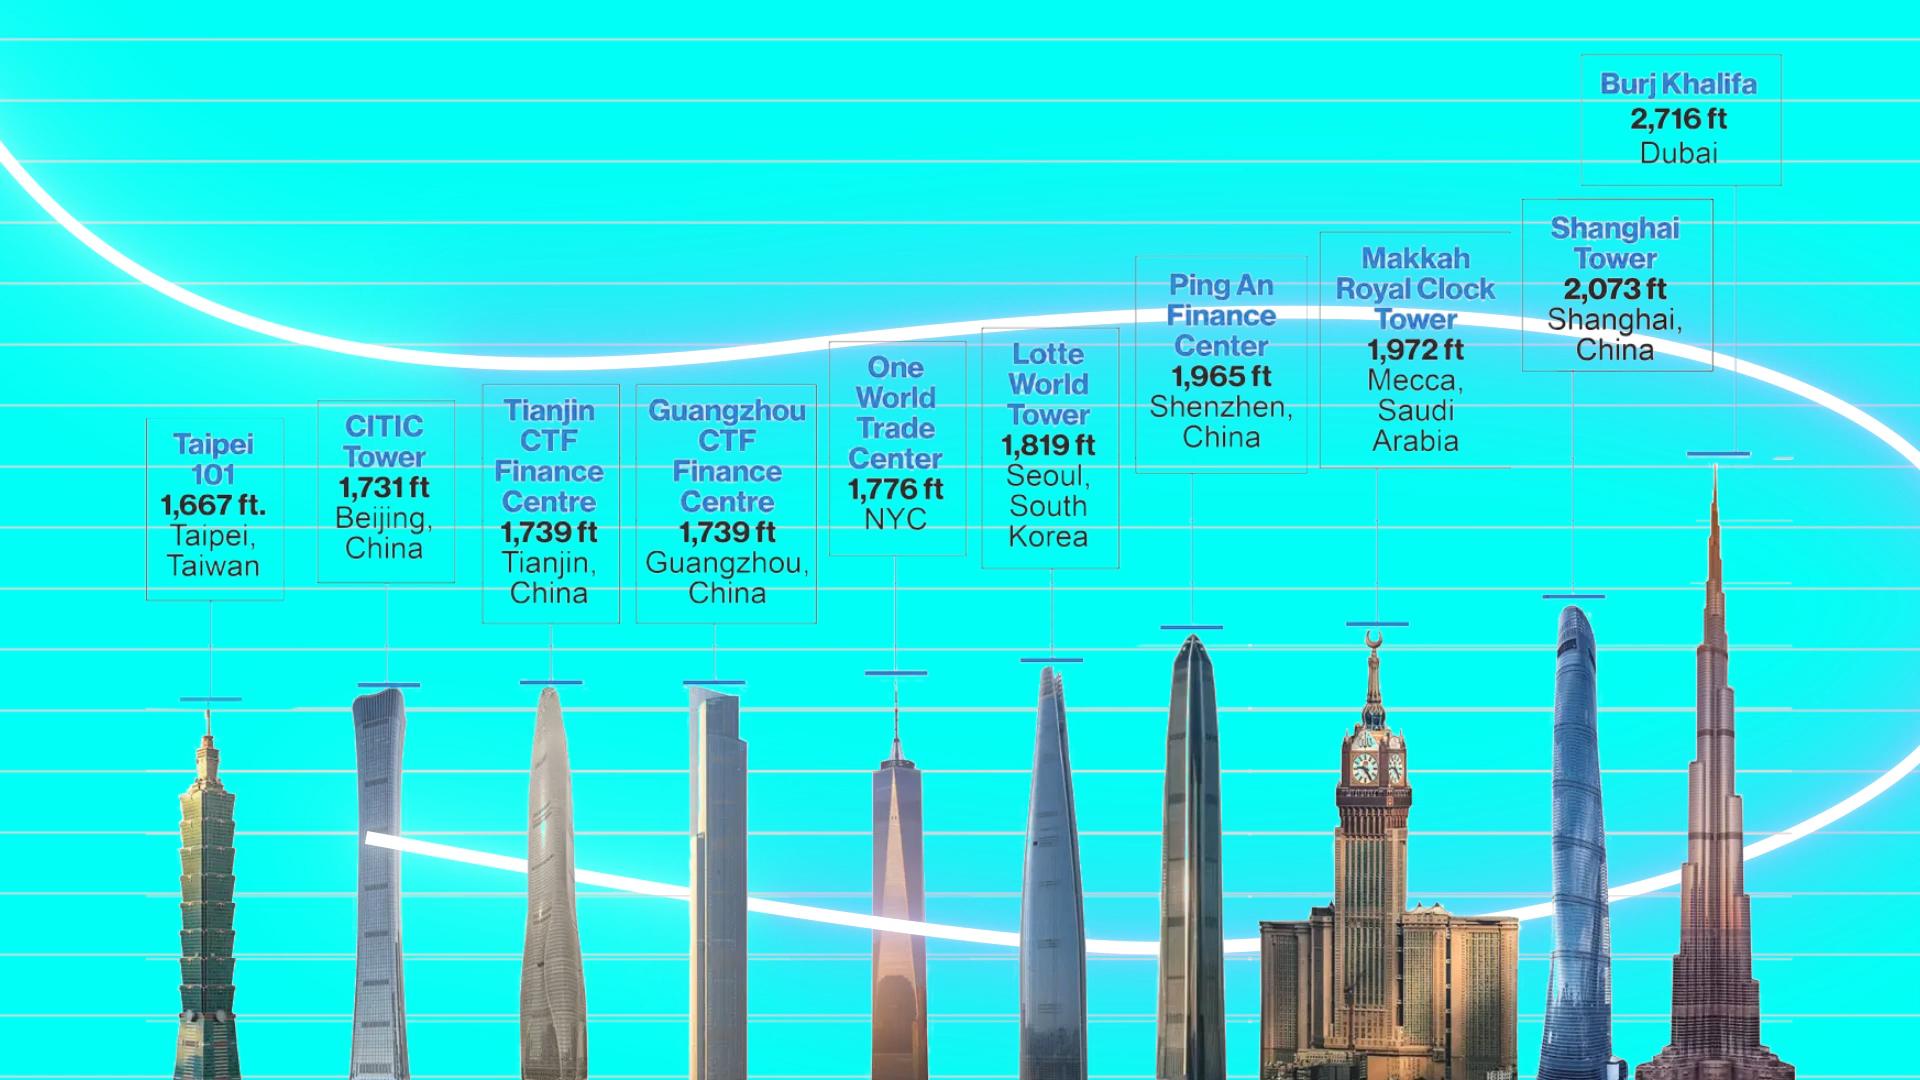 Taipei
101
1,667 ft.
Taipei,
Taiwan
CITIC
Tower
1,731 ft
Beijing,
China
Tianjin
CTF
Finance
Centre
1,739 ft
Tianjin,
China
Guangzhou
CTF
Finance
Centre
1,739 ft
Guangzhou,
China
One
World
Trade
Center
1,776 ft
NYC
Lotte
World
Tower
1,819 ft
Seoul,
South
Korea
Ping An
Finance
Center
1,965 ft
Shenzhen,
China
Makkah
Royal Clock
Tower
1,972 ft
Mecca,
Saudi
Arabia
Shanghai
Tower
2,073 ft
Shanghai,
China
Burj Khalifa
2,716 ft
Dubai